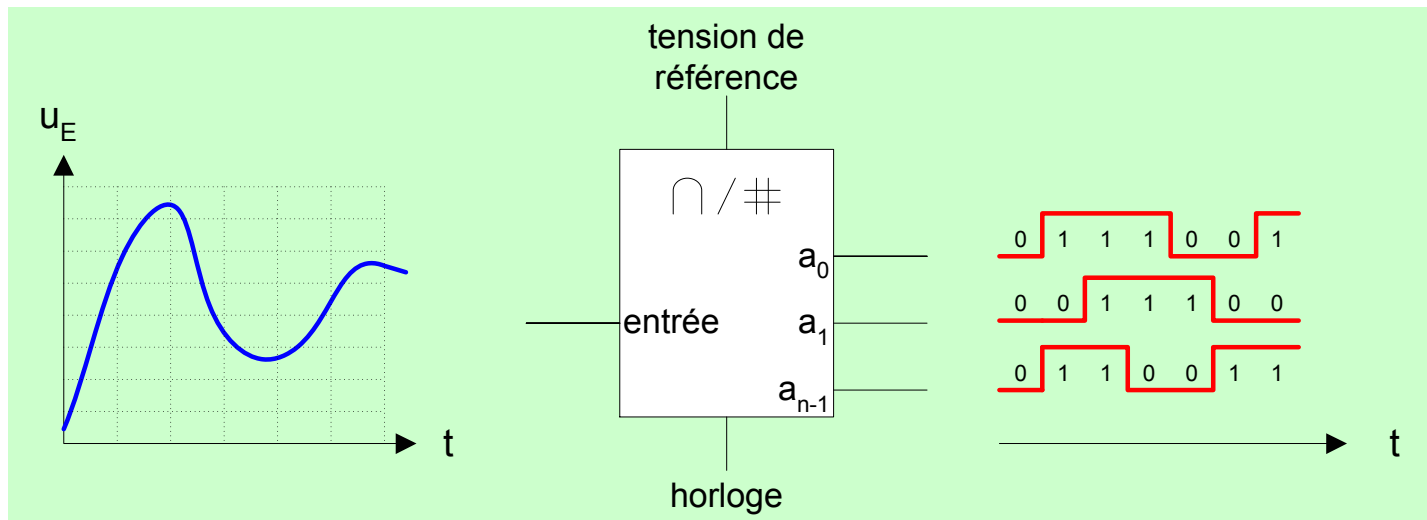 tension de
référence
u_E
∩/#
a_0
entrée
a_1
a_n-1
t
horloge
0 1 1 1 0 0 1
0 0 1 1 1 0 0
0 1 1 0 0 1 1
t